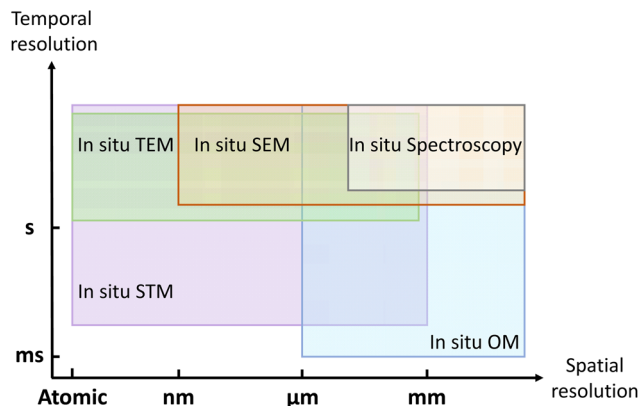 Temporal
resolution
In situ TEM
In situ SEM
In situ Spectroscopy
s
In situ STM
In situ OM
ms
Spatial
resolution
Atomic
nm
μm
mm